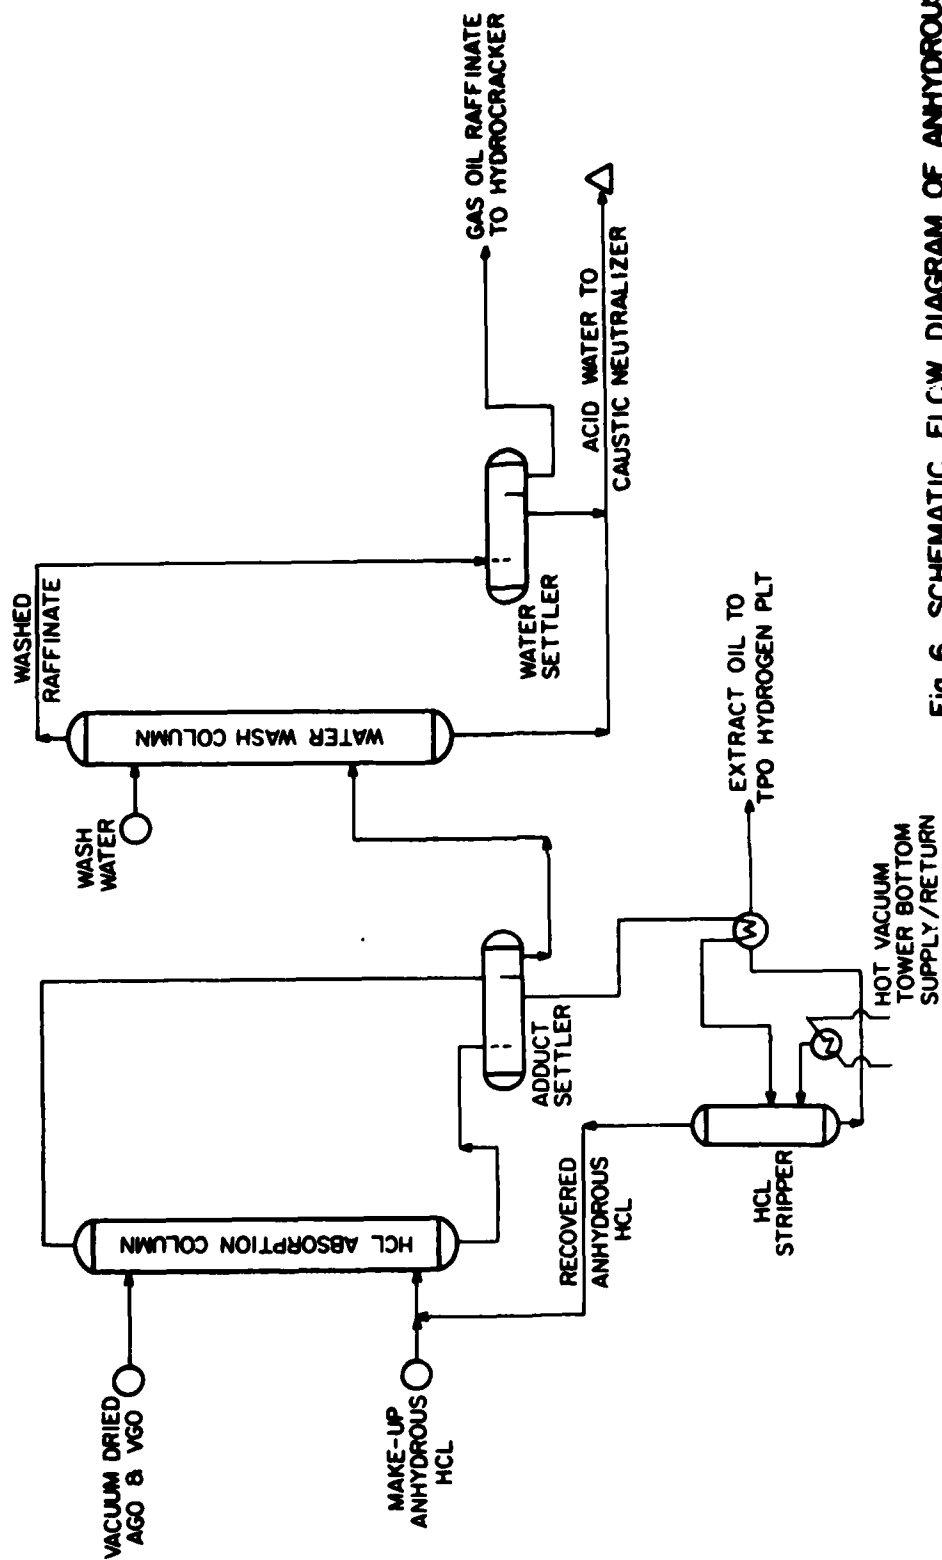 VACUUM DRIED
AGO & VGO
MAKE-UP
ANHYDROUS
HCL
HCL ABSORPTION COLUMN
RECOVERED
ANHYDROUS
HCL
HCL
STRIPPER
ADDUCT
SETTLER
HOT VACUUM
TOWER BOTTOM
SUPPLY/RETURN
EXTRACT OIL TO
TPO HYDROGEN PLT
WASH
WATER
WATER WASH COLUMN
WASHED
RAFFINATE
WATER
SETTLER
ACID WATER TO
CAUSTIC NEUTRALIZER
GAS OIL RAFFINATE
TO HYDROCRACKER
Fig. 6 SCHEMATIC FLOW DIAGRAM OF ANHYDROUS